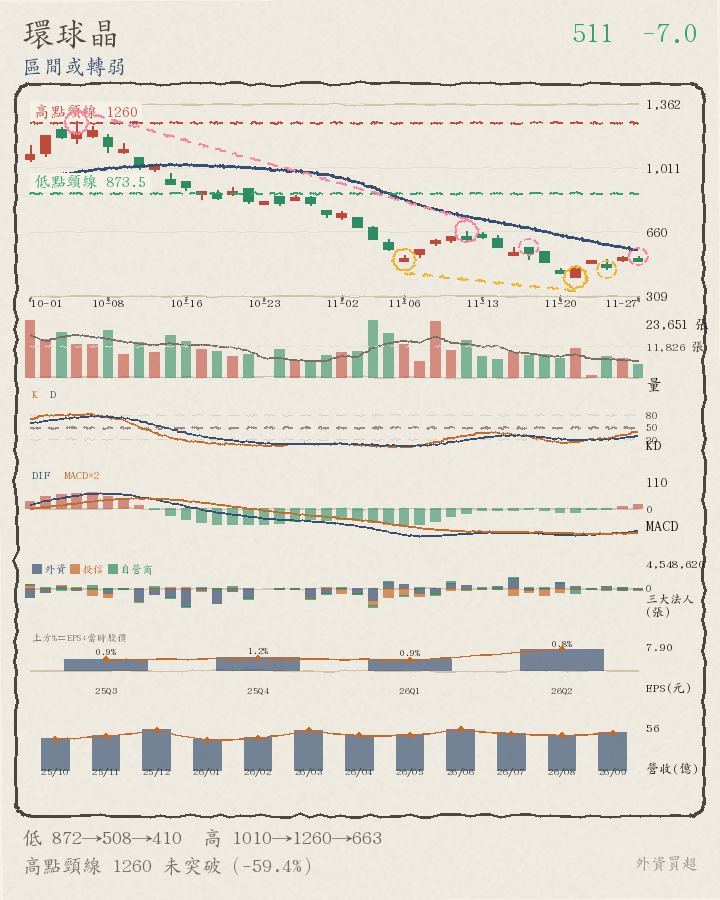 環球晶
511 -7.0
區間或轉弱
高點頸線 1260
1,362
1,011
低點頸線 873.5
660
309
10-01 10-08 10-16 10-23 11-02 11-06 11-13 11-20 11-27
23,651 張
11,826 張
量
K D
80
50
20
KD
DIF MACD×2
110
0
MACD
外資 投信 自營商
4,548,620
0
三大法人
(張)
上方%=EPS÷當時股價
0.9% 1.2% 0.9% 0.8%
7.90
25Q3 25Q4 26Q1 26Q2
EPS(元)
56
25/10 25/11 25/12 26/01 26/02 26/03 26/04 26/05 26/06 26/07 26/08 26/09
營收(億)
低 872→508→410 高 1010→1260→663
高點頸線 1260 未突破 (-59.4%)
外資買超